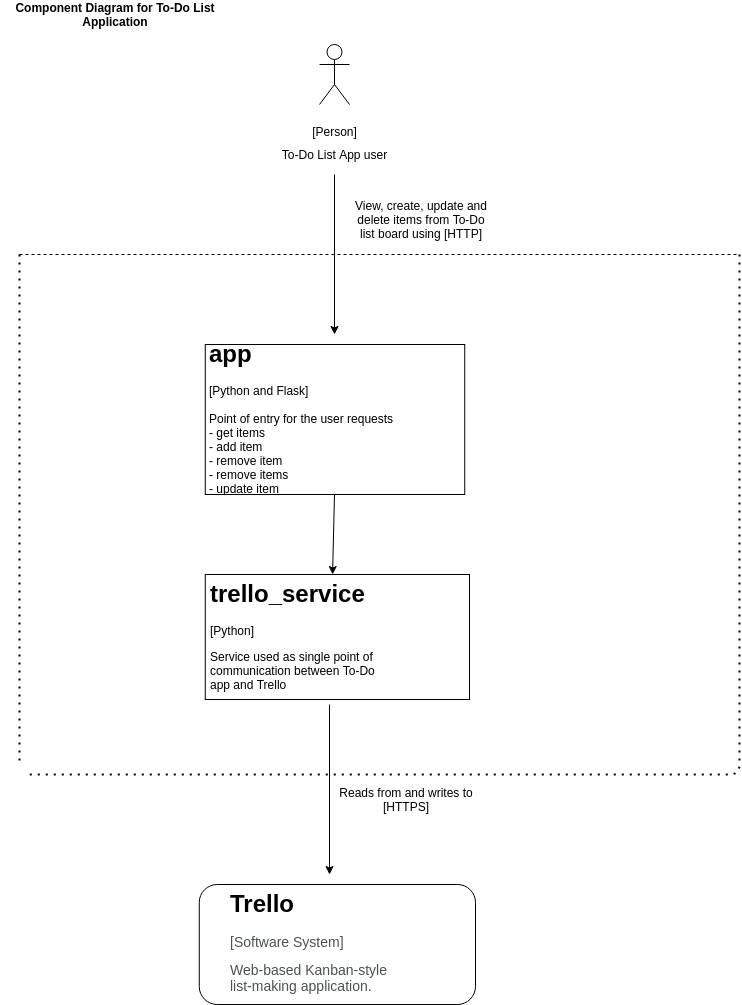 Component Diagram for To-Do List
Application
[Person]
To-Do List App user
View, create, update and
delete items from To-Do
list board using [HTTP]
app
[Python and Flask]
Point of entry for the user requests
- get items
- add item
- remove item
- remove items
- update item
trello_service
[Python]
Service used as single point of
communication between To-Do
app and Trello
Reads from and writes to
[HTTPS]
Trello
[Software System]
Web-based Kanban-style
list-making application.